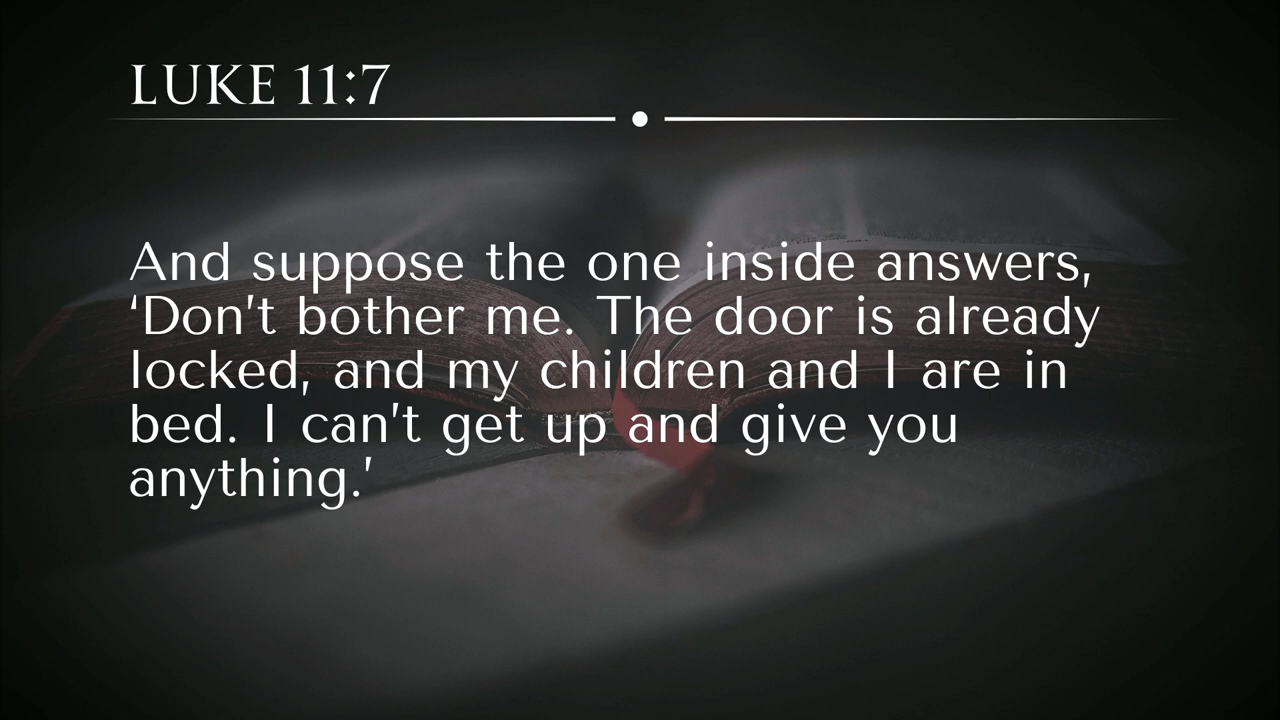 LUKE 11:7
And suppose the one inside answers,
‘Don't bother me. The door is already
locked, and my children and I are in
bed. I can't get up and give you
anything.'